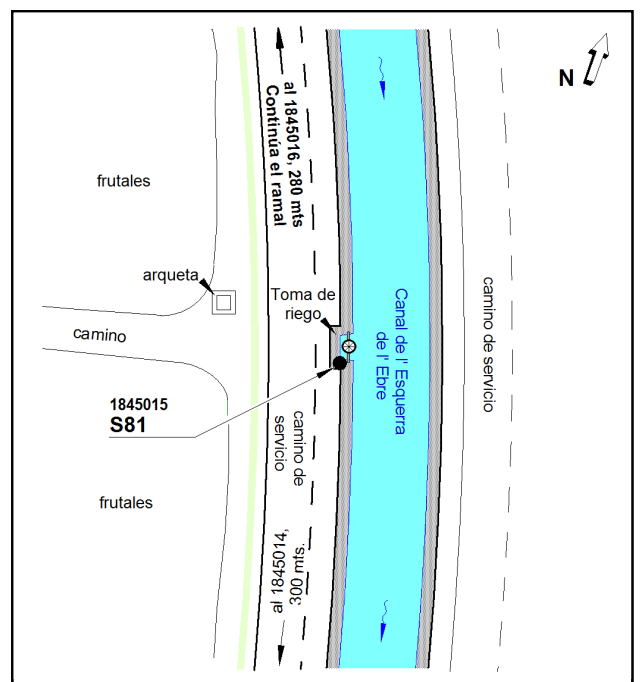 N
al 1845016, 280 mts
Continúa el ramal
frutales
arqueta
Toma de
riego
camino
Canal de l' Esquerra
de l' Ebre
camino de servicio
1845015
S81
camino de
servicio
frutales
300 mts.
al 1845014,